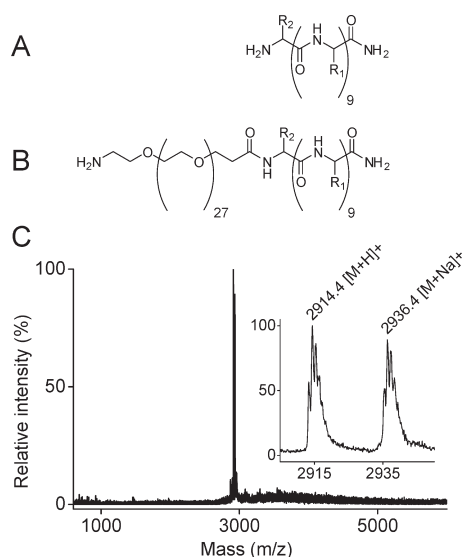 A
R2
H2N
H
N
O
O
R1
NH2
9
B
H2N
O
O
O
N
H
R2
O
H
N
R1
O
NH2
27
9
C
100
50
0
Relative intensity (%)
1000
3000
5000
Mass (m/z)
2914.4 [M+H]+
2936.4 [M+Na]+
100
50
0
2915
2935